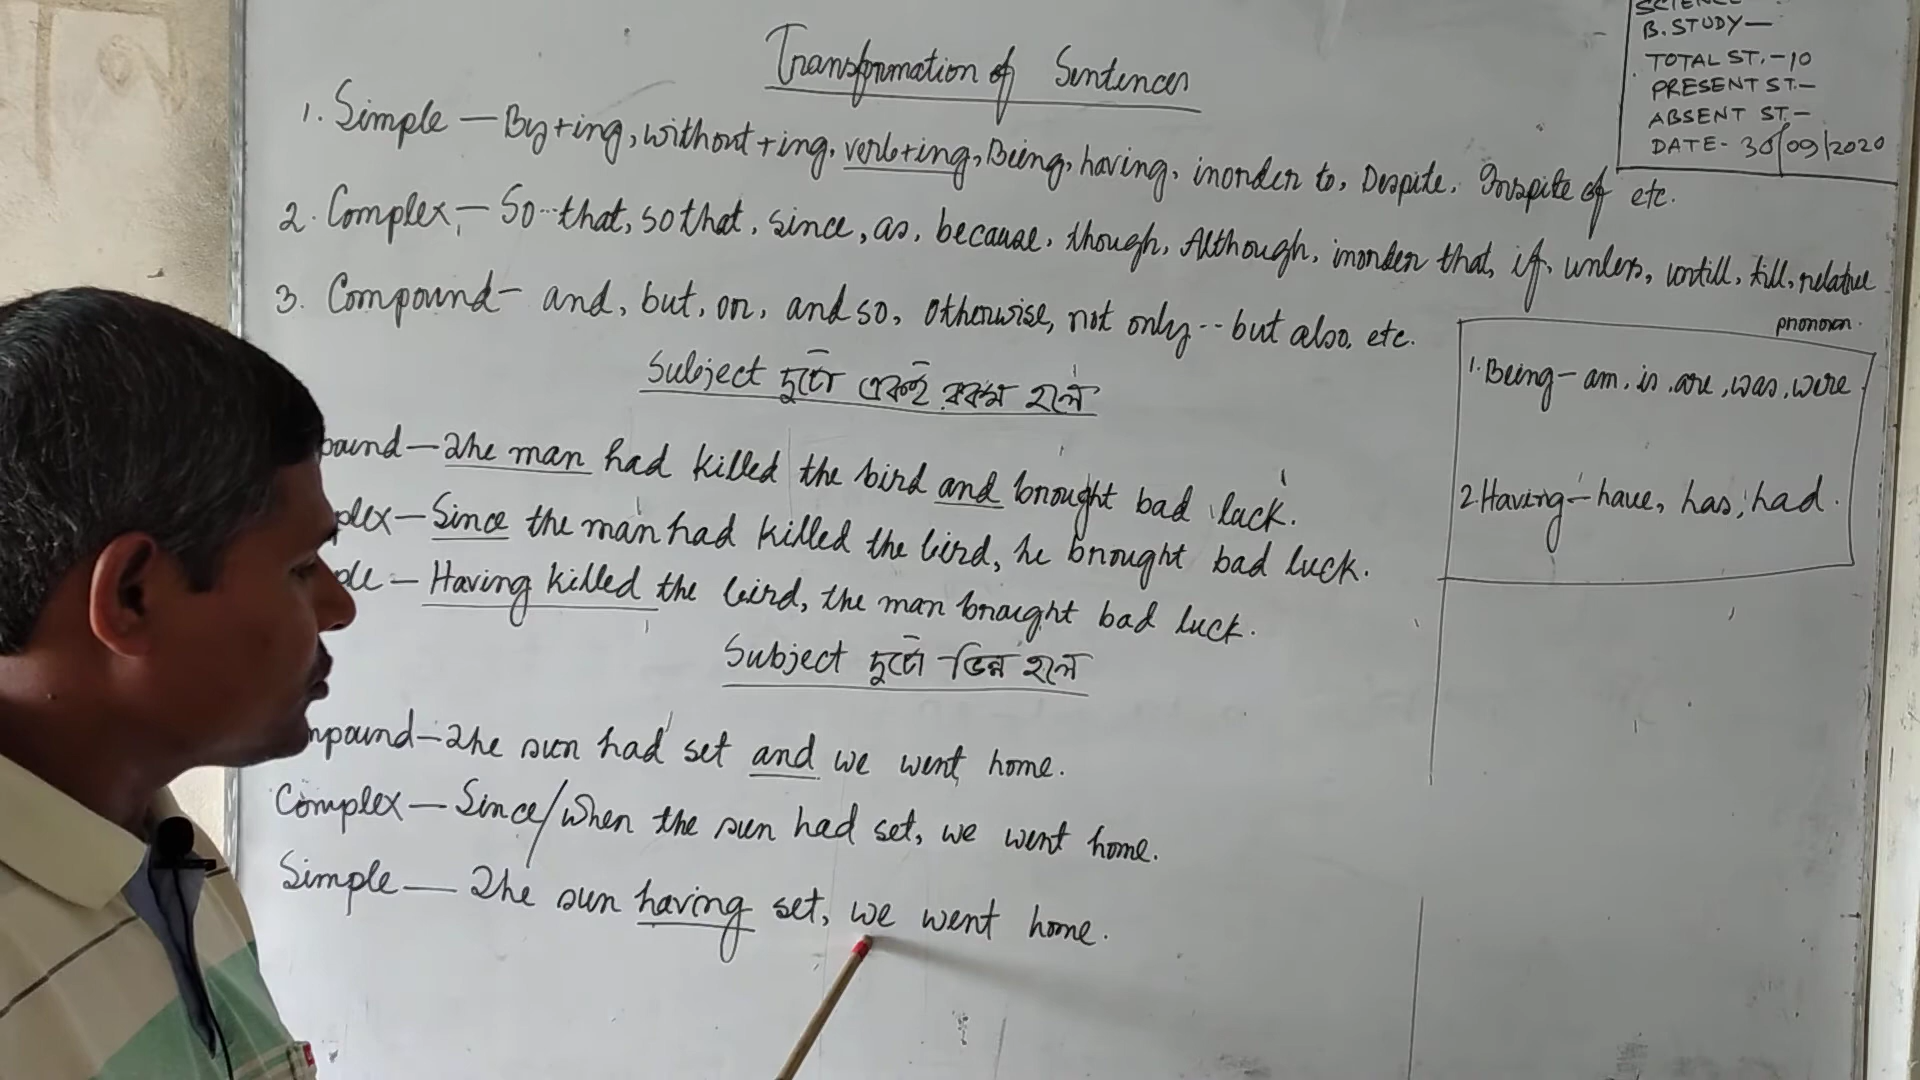 Transformation of Sentences
B. STUDY—
TOTAL ST.-10
PRESENT ST.-
ABSENT ST.-
DATE- 30/09/2020
1. Simple — By+ing, without+ing, verb+ing, Being, having, inorder to, Despite, Inspite of etc.
2. Complex — So...that, so that, since, as, because, though, Although, inorder that, if, unless, untill, till, relative pronoun.
3. Compound - and, but, or, and so, otherwise, not only -- but also, etc.
1. Being - am, is, are, was, were
2. Having - have, has, had.
Subject দুটো একই রকম হলে
pound — The man had killed the bird and brought bad luck.
plex — Since the man had killed the bird, he brought bad luck.
ple — Having killed the bird, the man brought bad luck.
Subject দুটো ভিন্ন হলে
mpound — The sun had set and we went home.
Complex — Since/When the sun had set, we went home.
Simple — The sun having set, we went home.